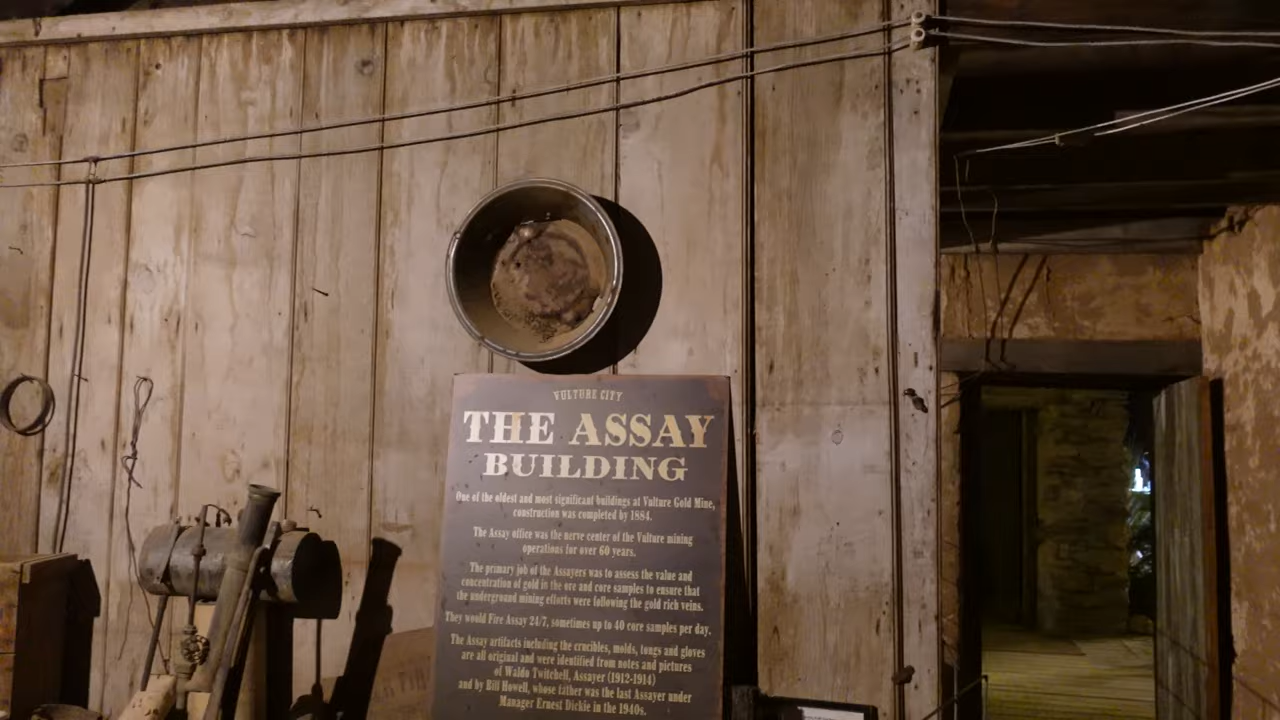 VULTURE CITY
THE ASSAY
BUILDING
One of the oldest and most significant buildings at Vulture Gold Mine,
construction was completed by 1884.
The Assay office was the nerve center of the Vulture mining
operations for over 60 years.
The primary job of the Assayers was to assess the value and
concentration of gold in the ore and core samples to ensure that
the underground mining efforts were following the gold rich veins.
They would Fire Assay 24/7, sometimes up to 40 core samples per day.
The Assay artifacts including the crucibles, molds, tongs and gloves
are all original and were identified from notes and pictures
of Waldo Twitchell, Assayer (1912-1914)
and by Bill Howell, whose father was the last Assayer under
Manager Ernest Dickie in the 1940s.